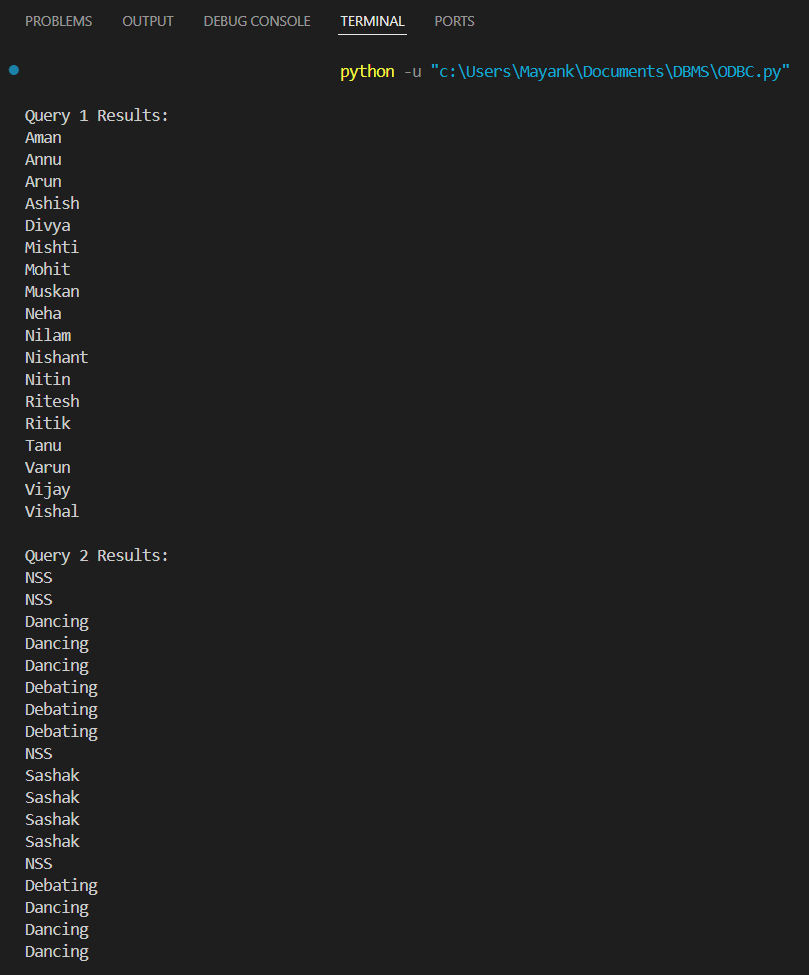 PROBLEMS OUTPUT DEBUG CONSOLE TERMINAL PORTS
python -u "c:\Users\Mayank\Documents\DBMS\ODBC.py"
Query 1 Results:
Aman
Annu
Arun
Ashish
Divya
Mishti
Mohit
Muskan
Neha
Nilam
Nishant
Nitin
Ritesh
Ritik
Tanu
Varun
Vijay
Vishal
Query 2 Results:
NSS
NSS
Dancing
Dancing
Dancing
Debating
Debating
Debating
NSS
Sashak
Sashak
Sashak
Sashak
NSS
Debating
Dancing
Dancing
Dancing